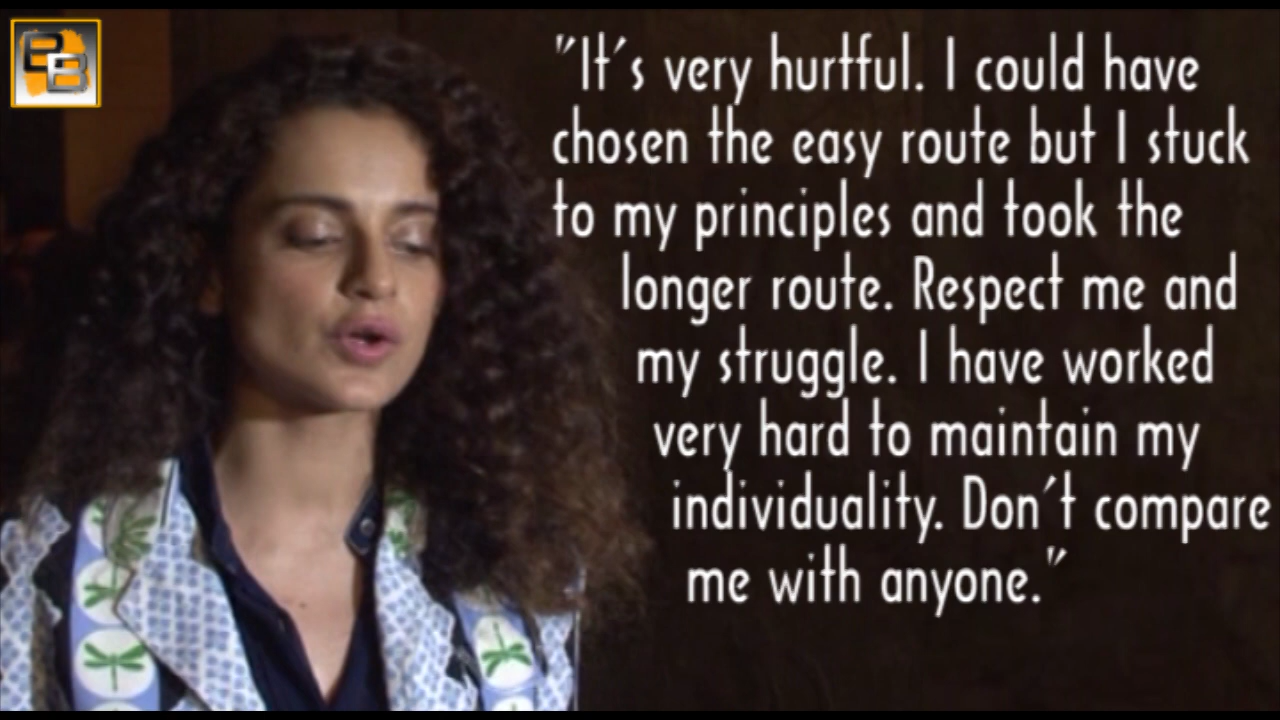 "It's very hurtful. I could have
chosen the easy route but I stuck
to my principles and took the
longer route. Respect me and
my struggle. I have worked
very hard to maintain my
individuality. Don't compare
me with anyone."